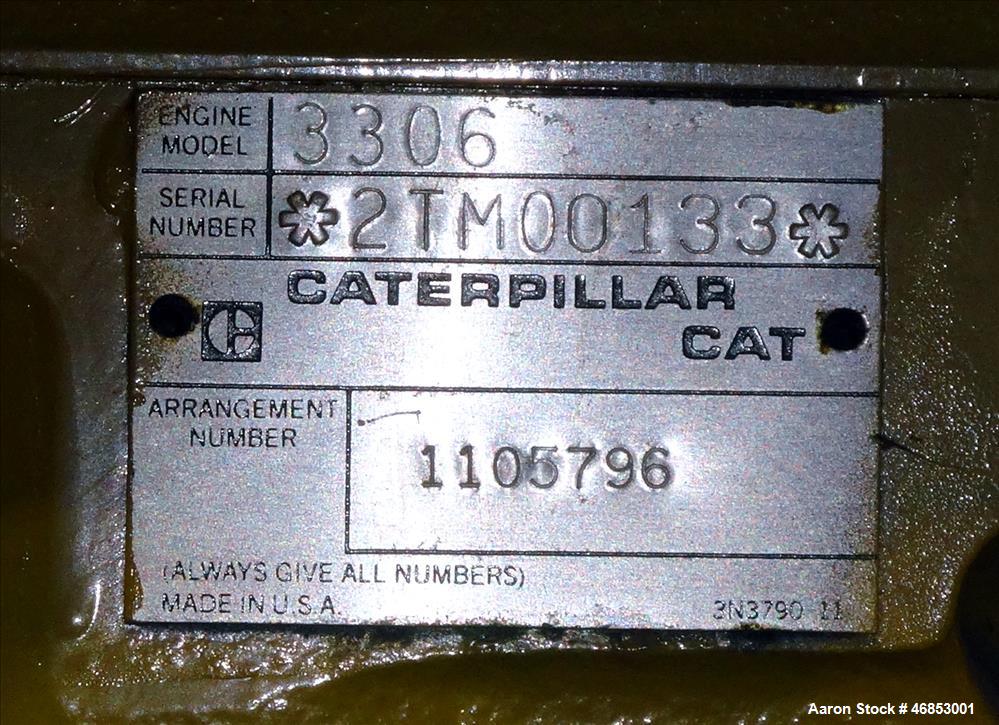 ENGINE MODEL 3306
SERIAL NUMBER *2TM00133*
CATERPILLAR
CAT
ARRANGEMENT NUMBER
1105796
(ALWAYS GIVE ALL NUMBERS)
MADE IN U.S.A. 3N3790 11
Aaron Stock # 46853001